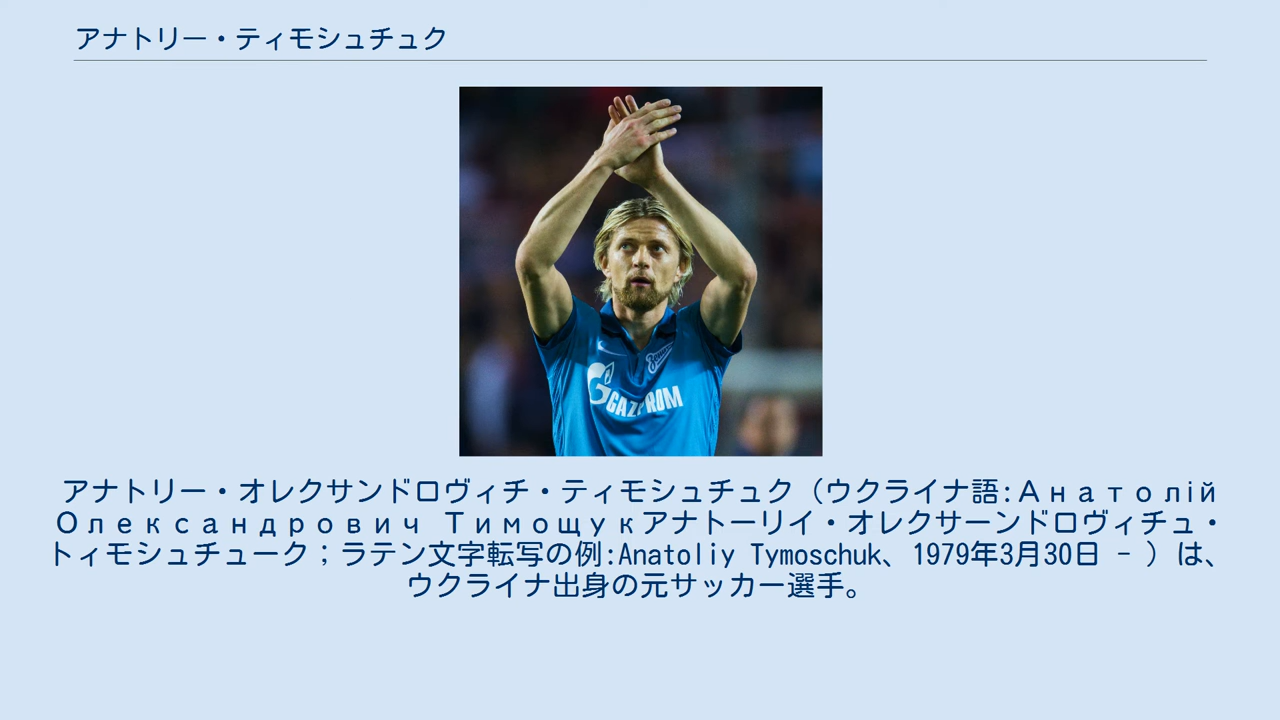 アナトリー・ティモシュチュク
Зенит
GAZPROM
アナトリー・オレクサンドロヴィチ・ティモシュチュク（ウクライナ語:Анатолій
Олександрович Тимощукアナトーリイ・オレクサーンドロヴィチュ・
トィモシュチューク；ラテン文字転写の例:Anatoliy Tymoschuk、1979年3月30日 - ）は、
ウクライナ出身の元サッカー選手。